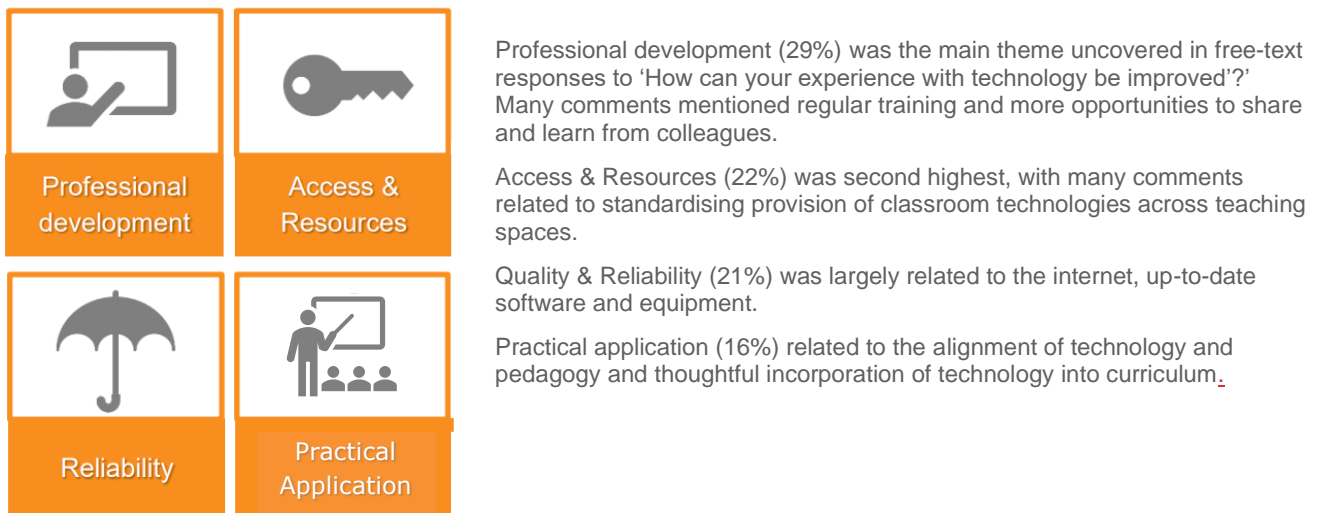 Professional
development
Access &
Resources
Reliability
Practical
Application
Professional development (29%) was the main theme uncovered in free-text
responses to ‘How can your experience with technology be improved’?’
Many comments mentioned regular training and more opportunities to share
and learn from colleagues.
Access & Resources (22%) was second highest, with many comments
related to standardising provision of classroom technologies across teaching
spaces.
Quality & Reliability (21%) was largely related to the internet, up-to-date
software and equipment.
Practical application (16%) related to the alignment of technology and
pedagogy and thoughtful incorporation of technology into curriculum.